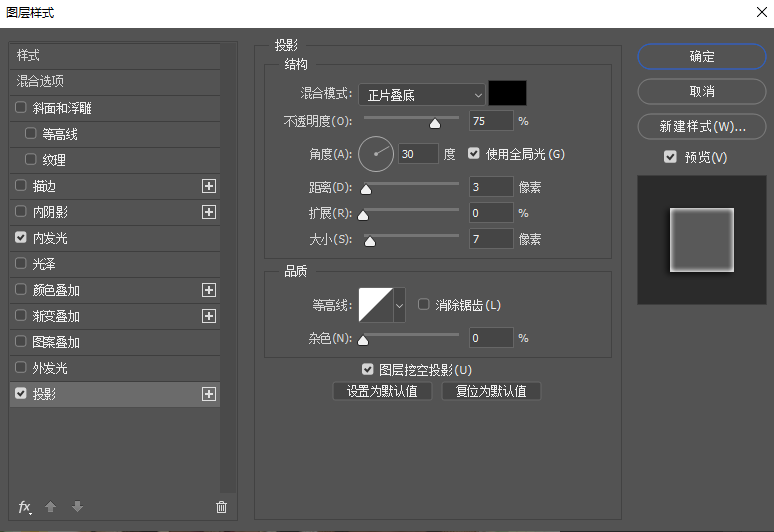 图层样式
样式
混合选项
斜面和浮雕
等高线
纹理
描边
内阴影
内发光
光泽
颜色叠加
渐变叠加
图案叠加
外发光
投影
fx
投影
结构
混合模式: 正片叠底
不透明度(O): 75 %
角度(A): 30 度 使用全局光(G)
距离(D): 3 像素
扩展(R): 0 %
大小(S): 7 像素
品质
等高线: 消除锯齿(L)
杂色(N): 0 %
图层挖空投影(U)
设置为默认值 复位为默认值
确定
取消
新建样式(W)...
预览(V)